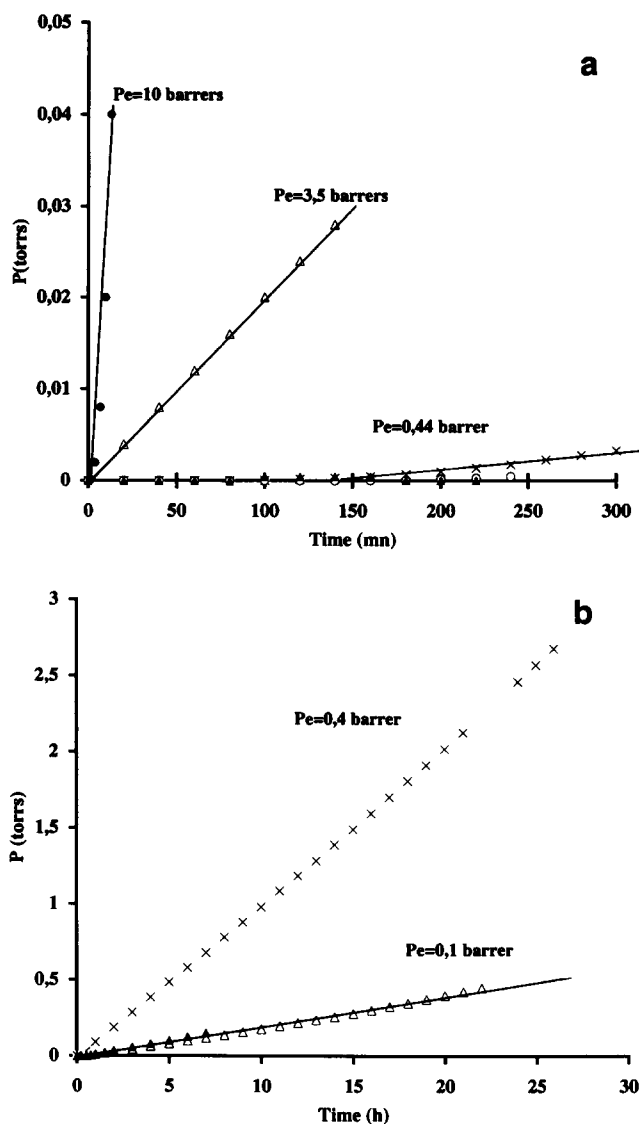 a
0,05
Pe=10 barrers
0,04
Pe=3,5 barrers
0,03
P(torrs)
0,02
0,01
Pe=0,44 barrer
0
0 50 100 150 200 250 300
Time (mn)
b
3
2,5
Pe=0,4 barrer
2
P (torrs)
1,5
1
Pe=0,1 barrer
0,5
0
0 5 10 15 20 25 30
Time (h)